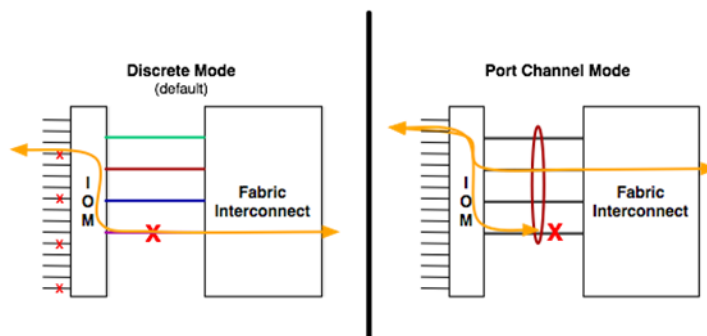 Discrete Mode
(default)
I
O
M
Fabric
Interconnect
X
x
x
x
x
Port Channel Mode
I
O
M
Fabric
Interconnect
X